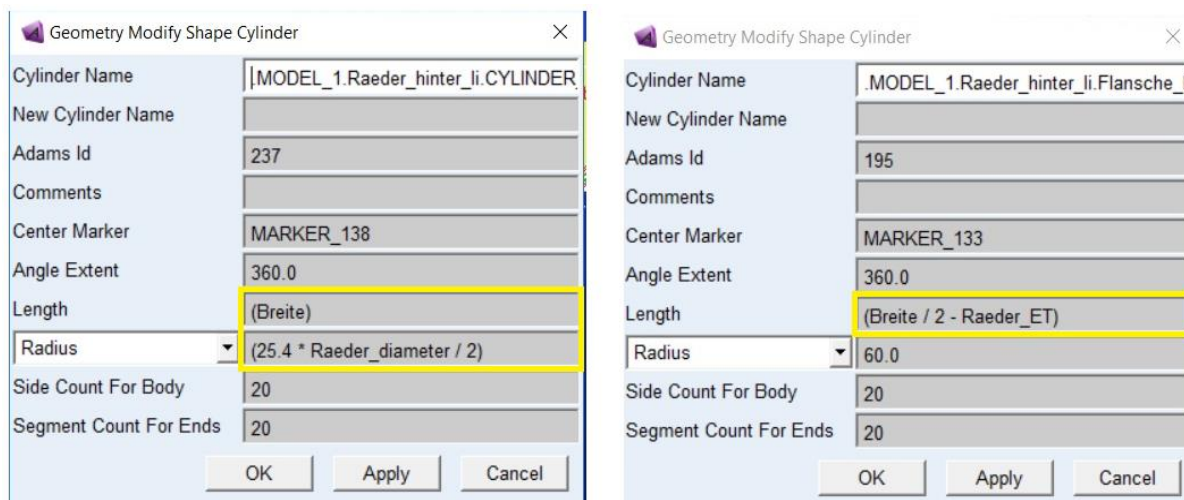 Geometry Modify Shape Cylinder
Cylinder Name .MODEL_1.Raeder_hinter_li.CYLINDER_
New Cylinder Name
Adams Id 237
Comments
Center Marker MARKER_138
Angle Extent 360.0
Length (Breite)
Radius (25.4 * Raeder_diameter / 2)
Side Count For Body 20
Segment Count For Ends 20
OK Apply Cancel
Geometry Modify Shape Cylinder
Cylinder Name .MODEL_1.Raeder_hinter_li.Flansche_
New Cylinder Name
Adams Id 195
Comments
Center Marker MARKER_133
Angle Extent 360.0
Length (Breite / 2 - Raeder_ET)
Radius 60.0
Side Count For Body 20
Segment Count For Ends 20
OK Apply Cancel